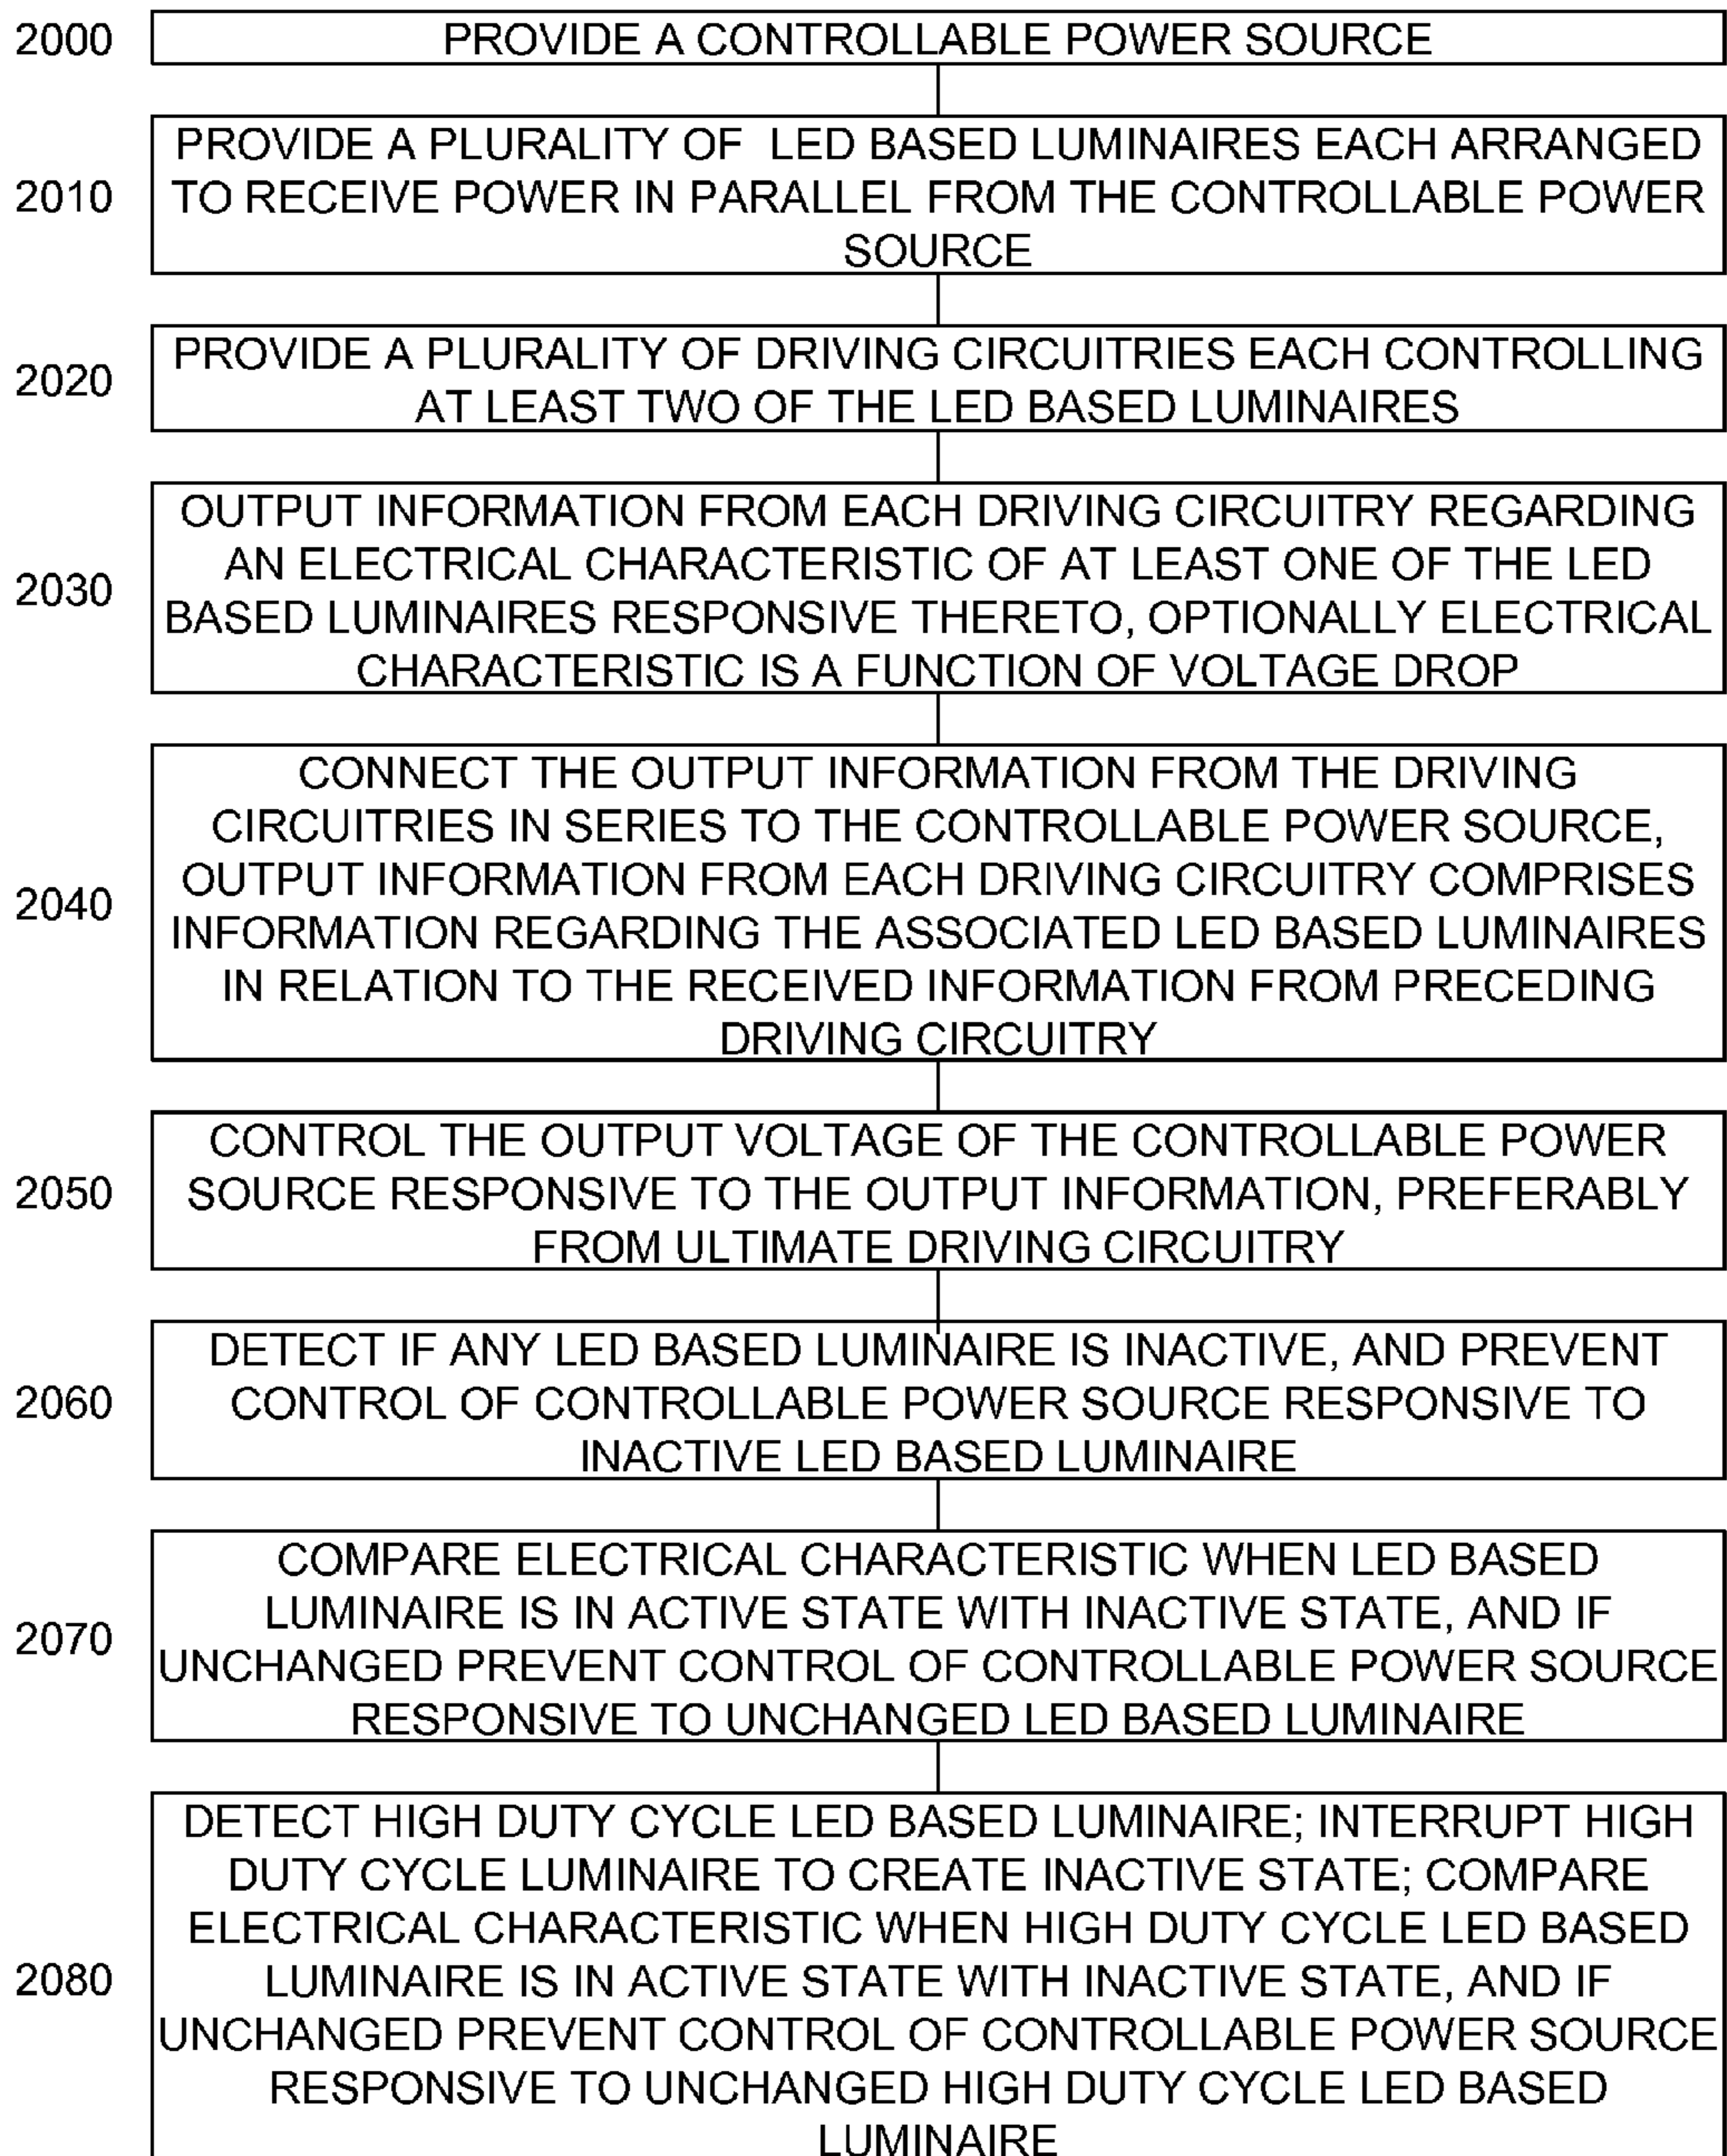 2000
PROVIDE A CONTROLLABLE POWER SOURCE
2010
PROVIDE A PLURALITY OF LED BASED LUMINAIRES EACH ARRANGED
TO RECEIVE POWER IN PARALLEL FROM THE CONTROLLABLE POWER
SOURCE
2020
PROVIDE A PLURALITY OF DRIVING CIRCUITRIES EACH CONTROLLING
AT LEAST TWO OF THE LED BASED LUMINAIRES
2030
OUTPUT INFORMATION FROM EACH DRIVING CIRCUITRY REGARDING
AN ELECTRICAL CHARACTERISTIC OF AT LEAST ONE OF THE LED
BASED LUMINAIRES RESPONSIVE THERETO, OPTIONALLY ELECTRICAL
CHARACTERISTIC IS A FUNCTION OF VOLTAGE DROP
2040
CONNECT THE OUTPUT INFORMATION FROM THE DRIVING
CIRCUITRIES IN SERIES TO THE CONTROLLABLE POWER SOURCE,
OUTPUT INFORMATION FROM EACH DRIVING CIRCUITRY COMPRISES
INFORMATION REGARDING THE ASSOCIATED LED BASED LUMINAIRES
IN RELATION TO THE RECEIVED INFORMATION FROM PRECEDING
DRIVING CIRCUITRY
2050
CONTROL THE OUTPUT VOLTAGE OF THE CONTROLLABLE POWER
SOURCE RESPONSIVE TO THE OUTPUT INFORMATION, PREFERABLY
FROM ULTIMATE DRIVING CIRCUITRY
2060
DETECT IF ANY LED BASED LUMINAIRE IS INACTIVE, AND PREVENT
CONTROL OF CONTROLLABLE POWER SOURCE RESPONSIVE TO
INACTIVE LED BASED LUMINAIRE
2070
COMPARE ELECTRICAL CHARACTERISTIC WHEN LED BASED
LUMINAIRE IS IN ACTIVE STATE WITH INACTIVE STATE, AND IF
UNCHANGED PREVENT CONTROL OF CONTROLLABLE POWER SOURCE
RESPONSIVE TO UNCHANGED LED BASED LUMINAIRE
2080
DETECT HIGH DUTY CYCLE LED BASED LUMINAIRE; INTERRUPT HIGH
DUTY CYCLE LUMINAIRE TO CREATE INACTIVE STATE; COMPARE
ELECTRICAL CHARACTERISTIC WHEN HIGH DUTY CYCLE LED BASED
LUMINAIRE IS IN ACTIVE STATE WITH INACTIVE STATE, AND IF
UNCHANGED PREVENT CONTROL OF CONTROLLABLE POWER SOURCE
RESPONSIVE TO UNCHANGED HIGH DUTY CYCLE LED BASED
LUMINAIRE